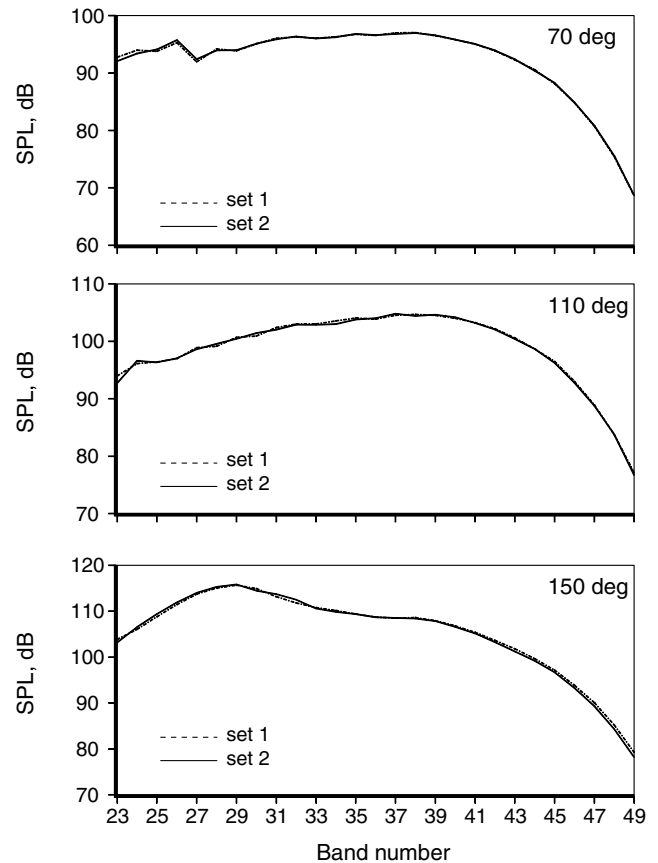 100
70 deg
90
SPL, dB
80
70
set 1
set 2
60
110
110 deg
100
SPL, dB
90
80
set 1
set 2
70
120
150 deg
110
100
SPL, dB
90
80
set 1
set 2
70
23 25 27 29 31 33 35 37 39 41 43 45 47 49
Band number